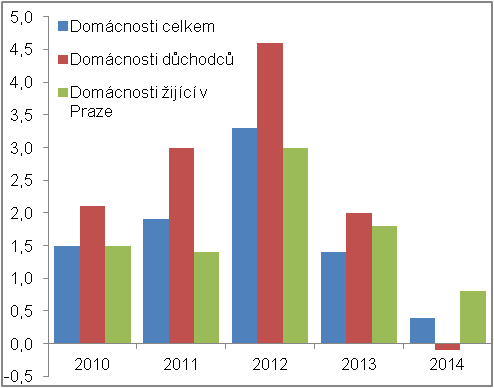 5,0
4,5
4,0
3,5
3,0
2,5
2,0
1,5
1,0
0,5
0,0
-0,5
Domácnosti celkem
Domácnosti důchodců
Domácnosti žijící v
Praze
2010 2011 2012 2013 2014